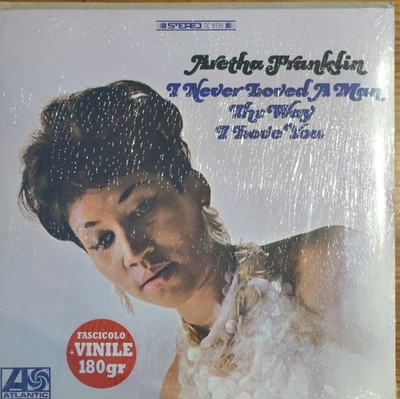 STEREO
Aretha Franklin
I Never Loved A Man
The Way
I Love You
FASCICOLO
+VINILE
180gr
ATLANTIC